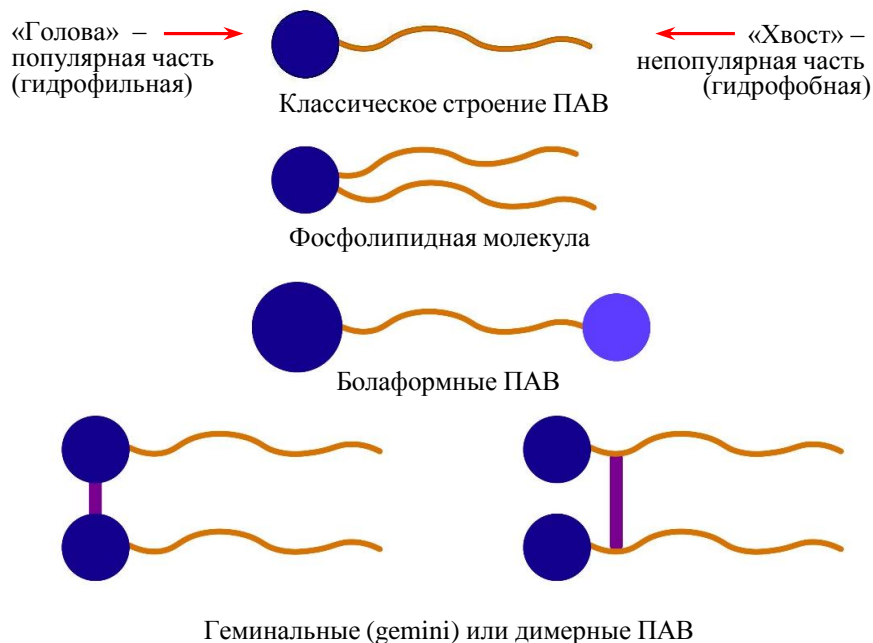 «Голова» –
популярная часть
(гидрофильная)
«Хвост» –
непопулярная часть
(гидрофобная)
Классическое строение ПАВ
Фосфолипидная молекула
Болаформные ПАВ
Геминальные (gemini) или димерные ПАВ